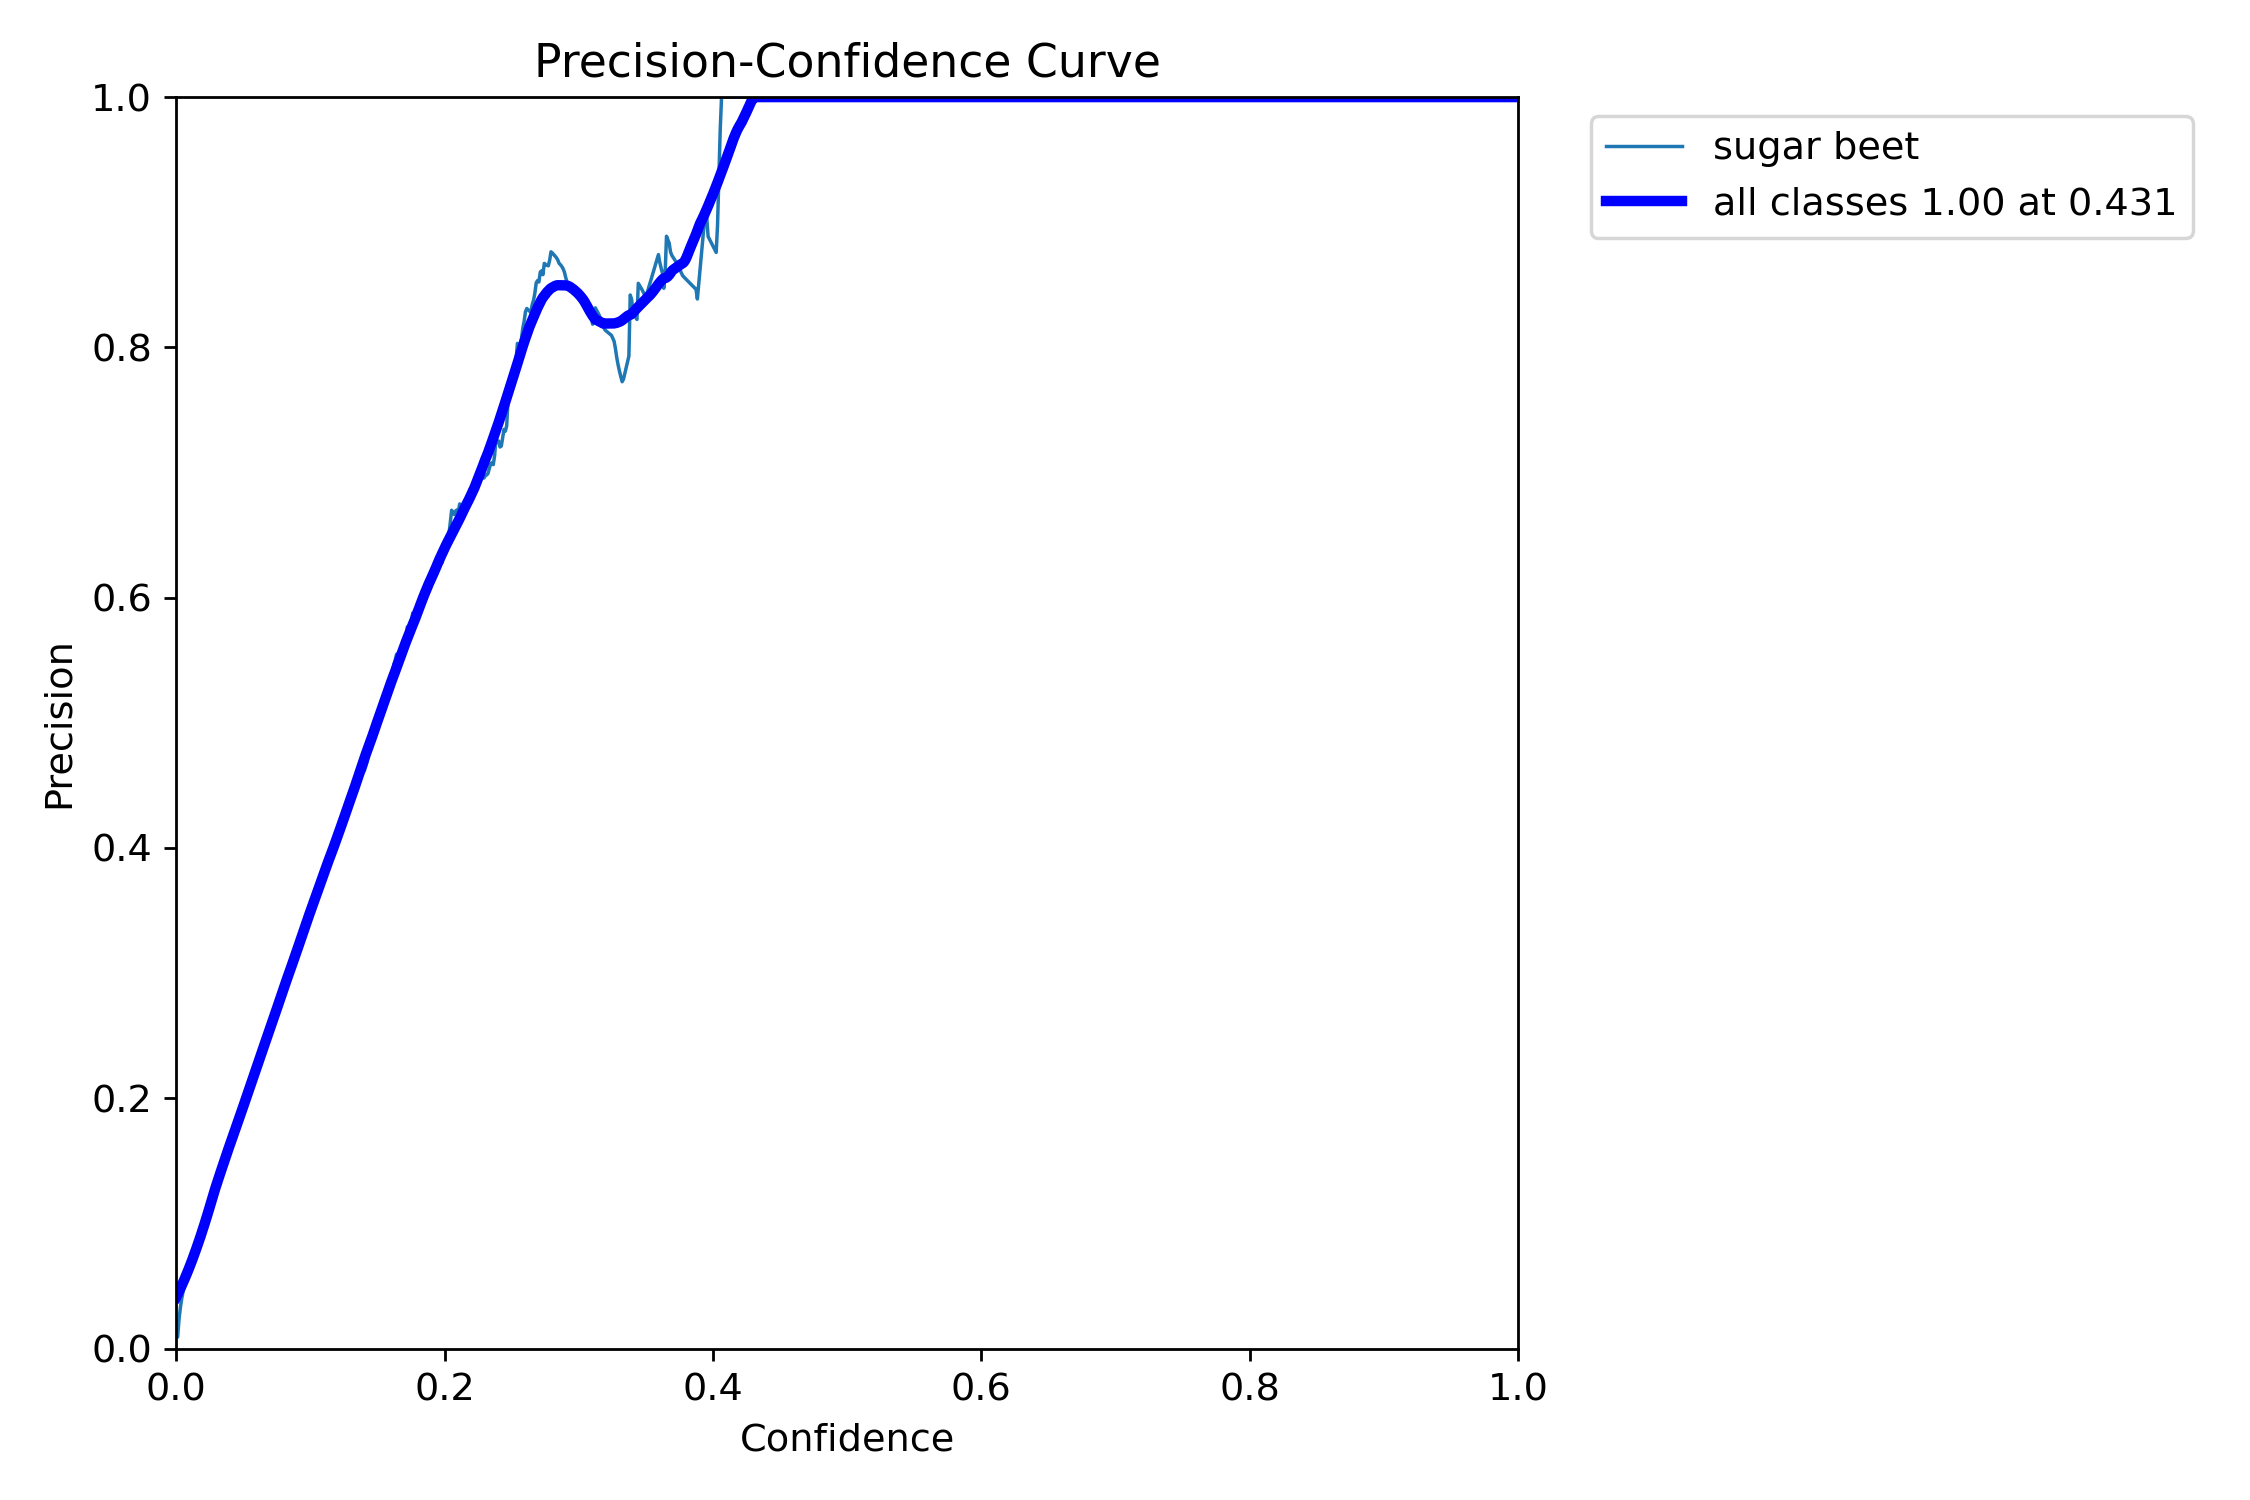 Precision-Confidence Curve
1.0
0.8
0.6
0.4
0.2
0.0
Precision
0.0 0.2 0.4 0.6 0.8 1.0
Confidence
sugar beet
all classes 1.00 at 0.431